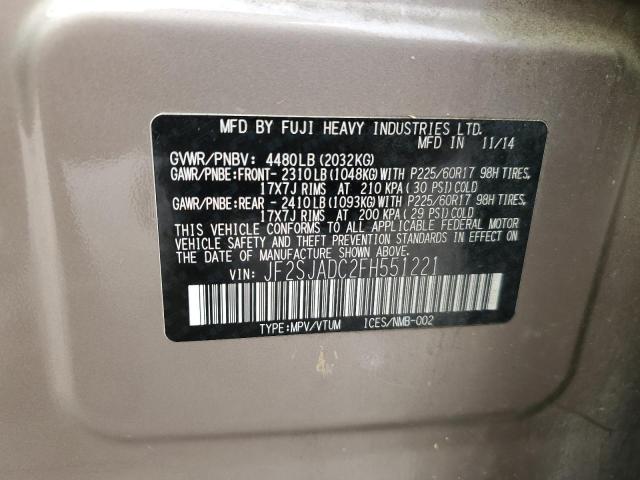 MFD BY FUJI HEAVY INDUSTRIES LTD.
MFD IN 11/14
GVWR/PNBV: 4480LB(2032KG)
GAWR/PNBE:FRONT- 2310LB(1048KG)WITH P225/60R17 98H TIRES,
17X7J RIMS AT 210 KPA( 30 PSI)COLD
GAWR/PNBE:REAR - 2410LB(1093KG)WITH P225/60R17 98H TIRES,
17X7J RIMS AT 200 KPA( 29 PSI)COLD
THIS VEHICLE CONFORMS TO ALL APPLICABLE FEDERAL MOTOR
VEHICLE SAFETY AND THEFT PREVENTION STANDARDS IN EFFECT ON
THE DATE OF MANUFACTURE SHOWN ABOVE.
VIN: JF2SJADC2FH551221
TYPE:MPV/VTUM ICES/NMB-002